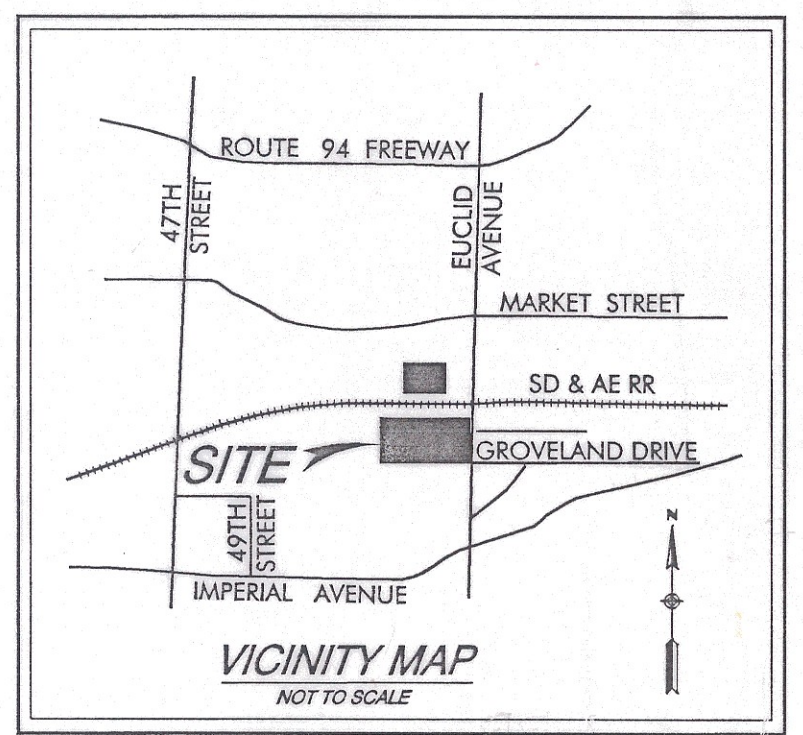 ROUTE 94 FREEWAY
47TH
STREET
EUCLID
AVENUE
MARKET STREET
SD & AE RR
SITE
GROVELAND DRIVE
49TH
STREET
N
IMPERIAL AVENUE
VICINITY MAP
NOT TO SCALE